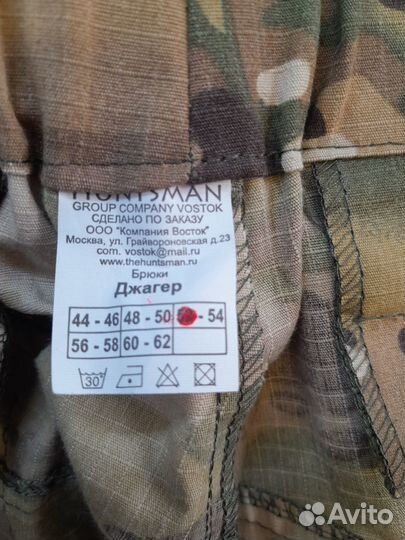 HUNTSMAN
GROUP COMPANY VOSTOK
СДЕЛАНО ПО ЗАКАЗУ
ООО "Компания Восток"
Москва, ул. Грайвороновская д.23
com. vostok@mail.ru
www.thehuntsman.ru
Брюки
Джагер
44 - 46 48 - 50 - 54
56 - 58 60 - 62
30°
Avito